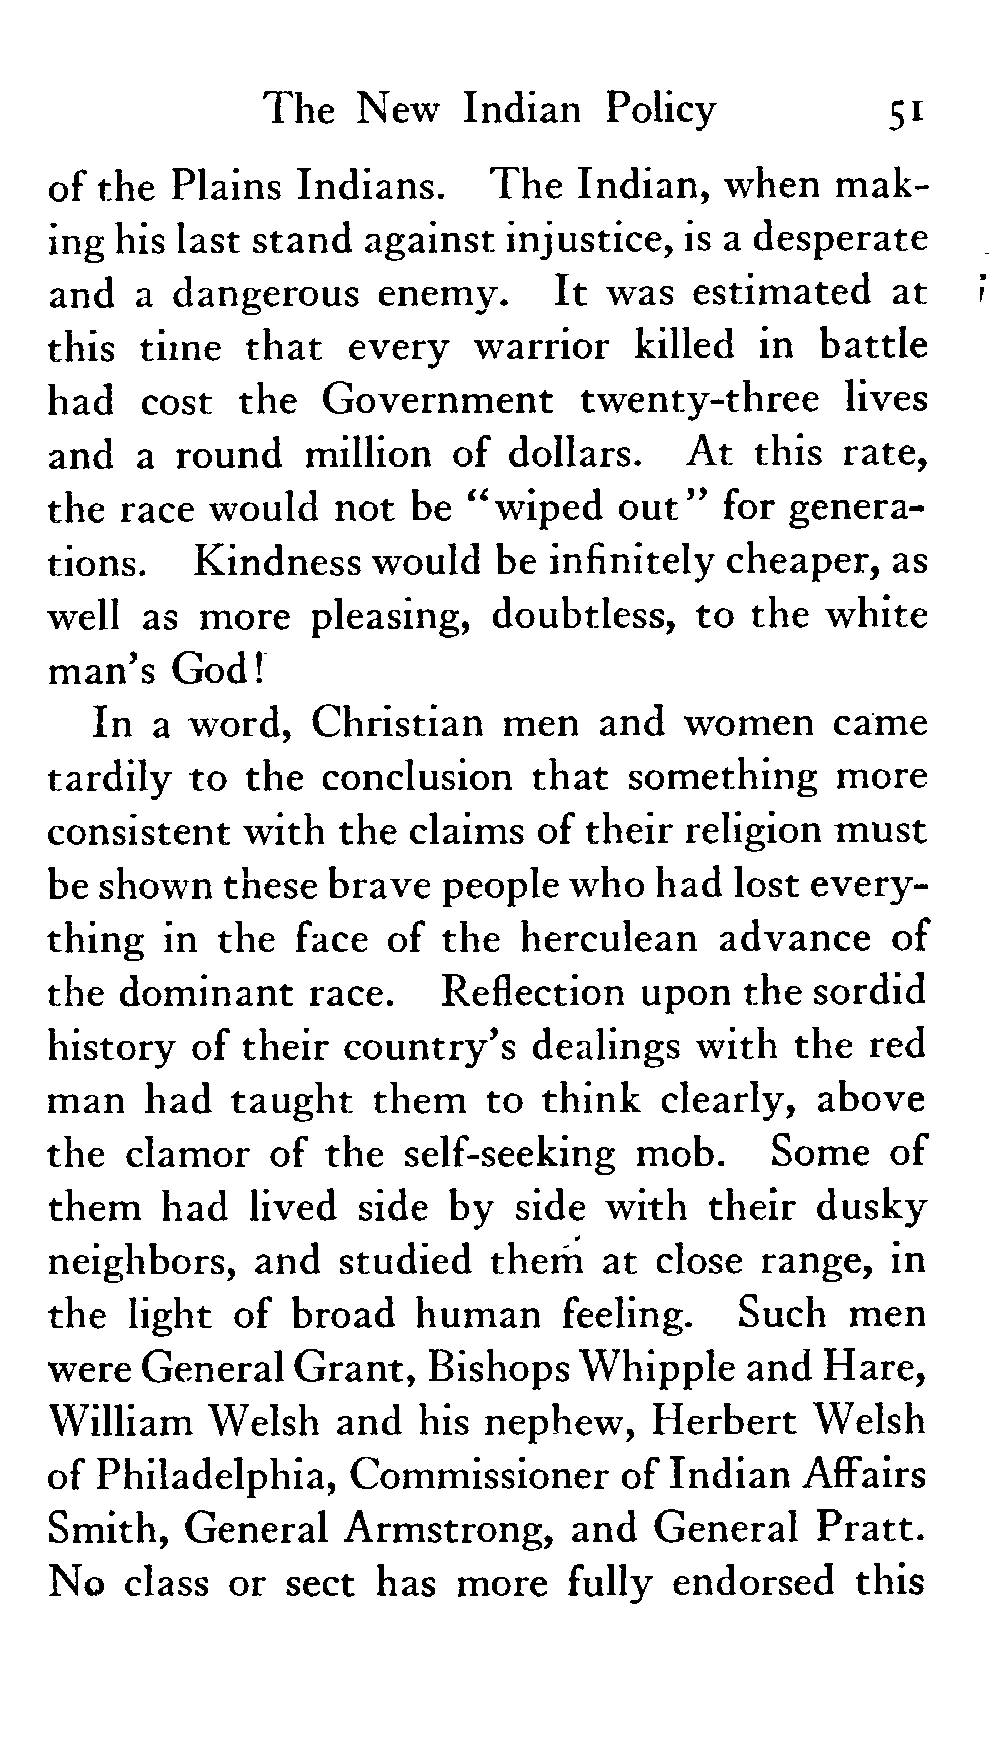 The New Indian Policy 51
of the Plains Indians. The Indian, when mak-
ing his last stand against injustice, is a desperate
and a dangerous enemy. It was estimated at
this time that every warrior killed in battle
had cost the Government twenty-three lives
and a round million of dollars. At this rate,
the race would not be “wiped out” for genera-
tions. Kindness would be infinitely cheaper, as
well as more pleasing, doubtless, to the white
man’s God!
In a word, Christian men and women came
tardily to the conclusion that something more
consistent with the claims of their religion must
be shown these brave people who had lost every-
thing in the face of the herculean advance of
the dominant race. Reflection upon the sordid
history of their country’s dealings with the red
man had taught them to think clearly, above
the clamor of the self-seeking mob. Some of
them had lived side by side with their dusky
neighbors, and studied them at close range, in
the light of broad human feeling. Such men
were General Grant, Bishops Whipple and Hare,
William Welsh and his nephew, Herbert Welsh
of Philadelphia, Commissioner of Indian Affairs
Smith, General Armstrong, and General Pratt.
No class or sect has more fully endorsed this